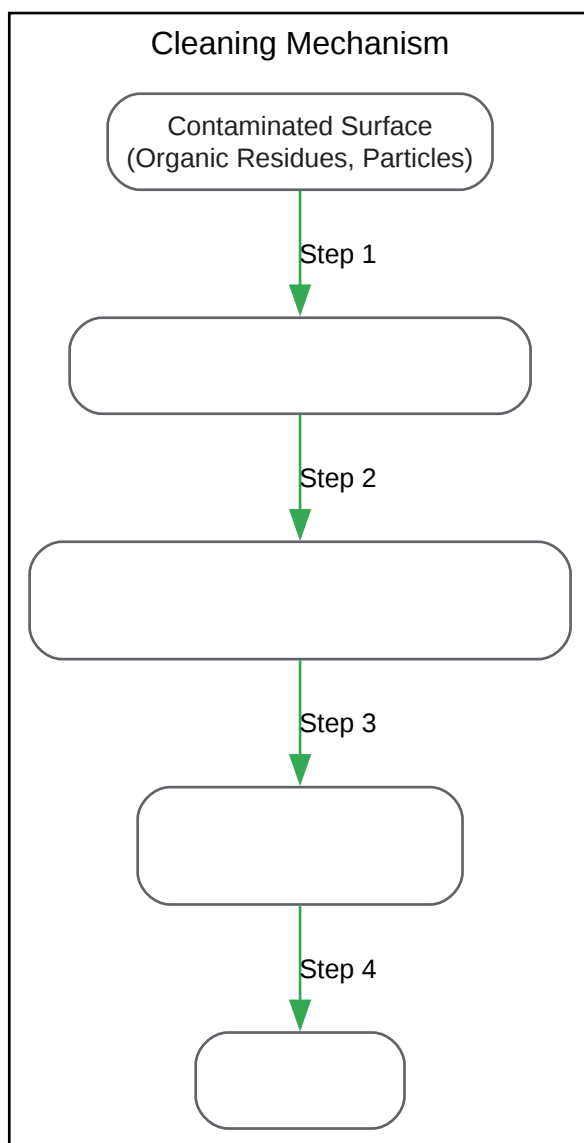 Cleaning Mechanism
Contaminated Surface
(Organic Residues, Particles)
Step 1
Step 2
Step 3
Step 4